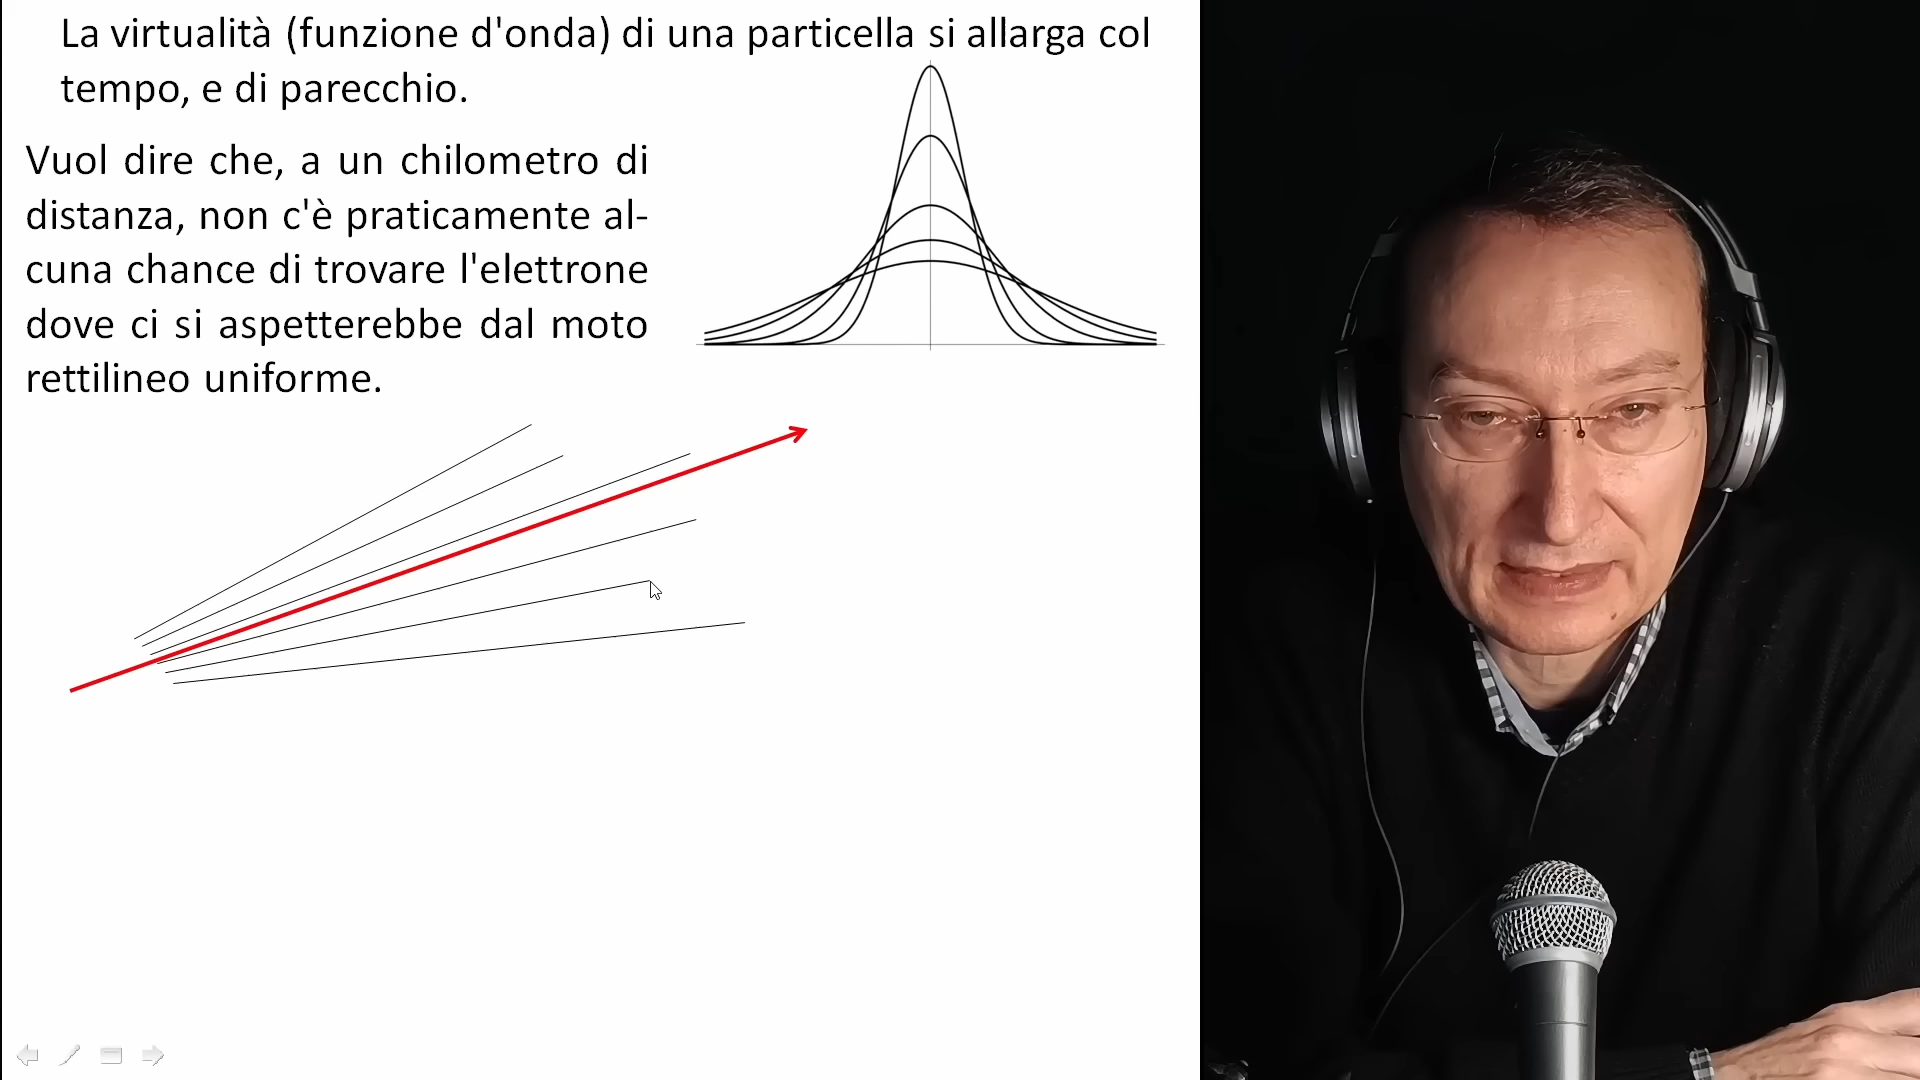 La virtualità (funzione d'onda) di una particella si allarga col
tempo, e di parecchio.
Vuol dire che, a un chilometro di
distanza, non c'è praticamente al-
cuna chance di trovare l'elettrone
dove ci si aspetterebbe dal moto
rettilineo uniforme.